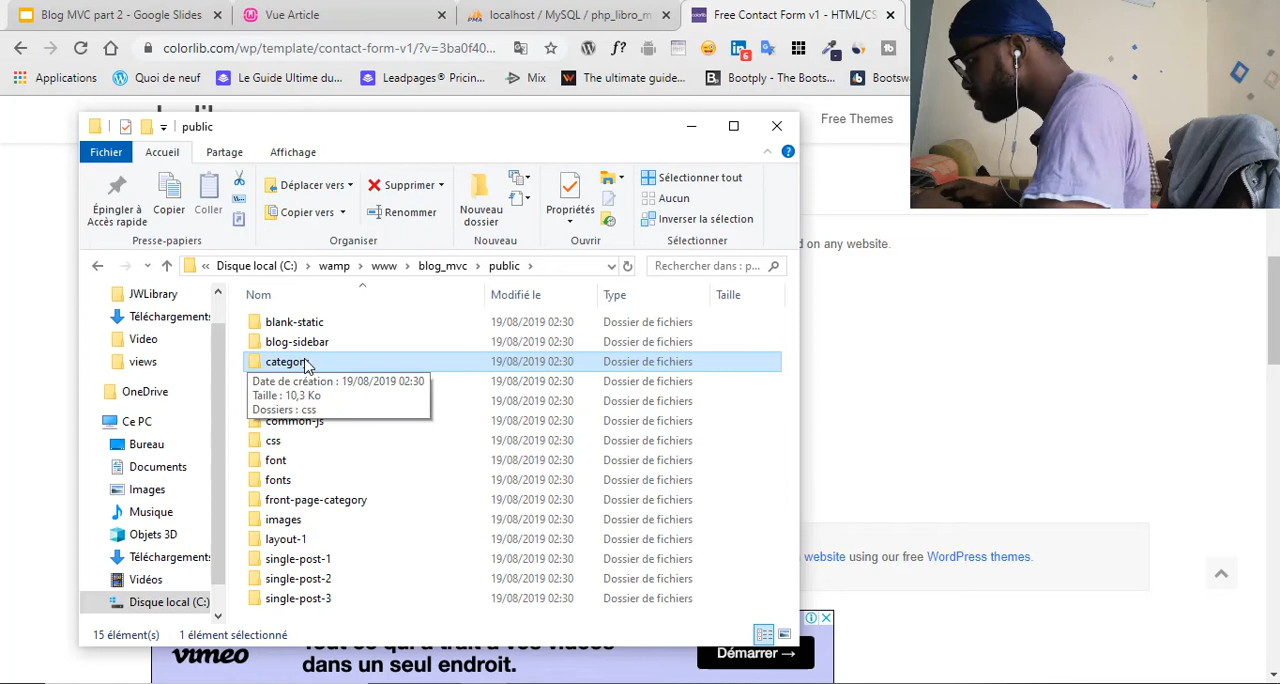 Blog MVC part 2 - Google Slides
Vue Article
localhost / MySQL / php_libro_m
Free Contact Form v1 - HTML/CS
colorlib.com/wp/template/contact-form-v1/?v=3ba0f40...
Applications
Quoi de neuf
Le Guide Ultime du...
Leadpages® Pricin...
Mix
The ultimate guide...
Bootply - The Boots...
Bootsw
Free Themes
public
Fichier
Accueil
Partage
Affichage
Épingler à
Accès rapide
Copier
Coller
Déplacer vers
Copier vers
Supprimer
Renommer
Nouveau
dossier
Propriétés
Sélectionner tout
Aucun
Inverser la sélection
Presse-papiers
Organiser
Nouveau
Ouvrir
Sélectionner
d on any website.
« Disque local (C:) > wamp > www > blog_mvc > public >
Rechercher dans : p...
Nom
Modifié le
Type
Taille
JWLibrary
Téléchargements
Video
views
OneDrive
Ce PC
Bureau
Documents
Images
Musique
Objets 3D
Téléchargements
Vidéos
Disque local (C:)
blank-static 19/08/2019 02:30 Dossier de fichiers
blog-sidebar 19/08/2019 02:30 Dossier de fichiers
category 19/08/2019 02:30 Dossier de fichiers
19/08/2019 02:30 Dossier de fichiers
19/08/2019 02:30 Dossier de fichiers
common-js 19/08/2019 02:30 Dossier de fichiers
css 19/08/2019 02:30 Dossier de fichiers
font 19/08/2019 02:30 Dossier de fichiers
fonts 19/08/2019 02:30 Dossier de fichiers
front-page-category 19/08/2019 02:30 Dossier de fichiers
images 19/08/2019 02:30 Dossier de fichiers
layout-1 19/08/2019 02:30 Dossier de fichiers
single-post-1 19/08/2019 02:30 Dossier de fichiers
single-post-2 19/08/2019 02:30 Dossier de fichiers
single-post-3 19/08/2019 02:30 Dossier de fichiers
Date de création : 19/08/2019 02:30
Taille : 10,3 Ko
Dossiers : css
website using our free WordPress themes.
15 élément(s)
1 élément sélectionné
vimeo
dans un seul endroit.
Démarrer →